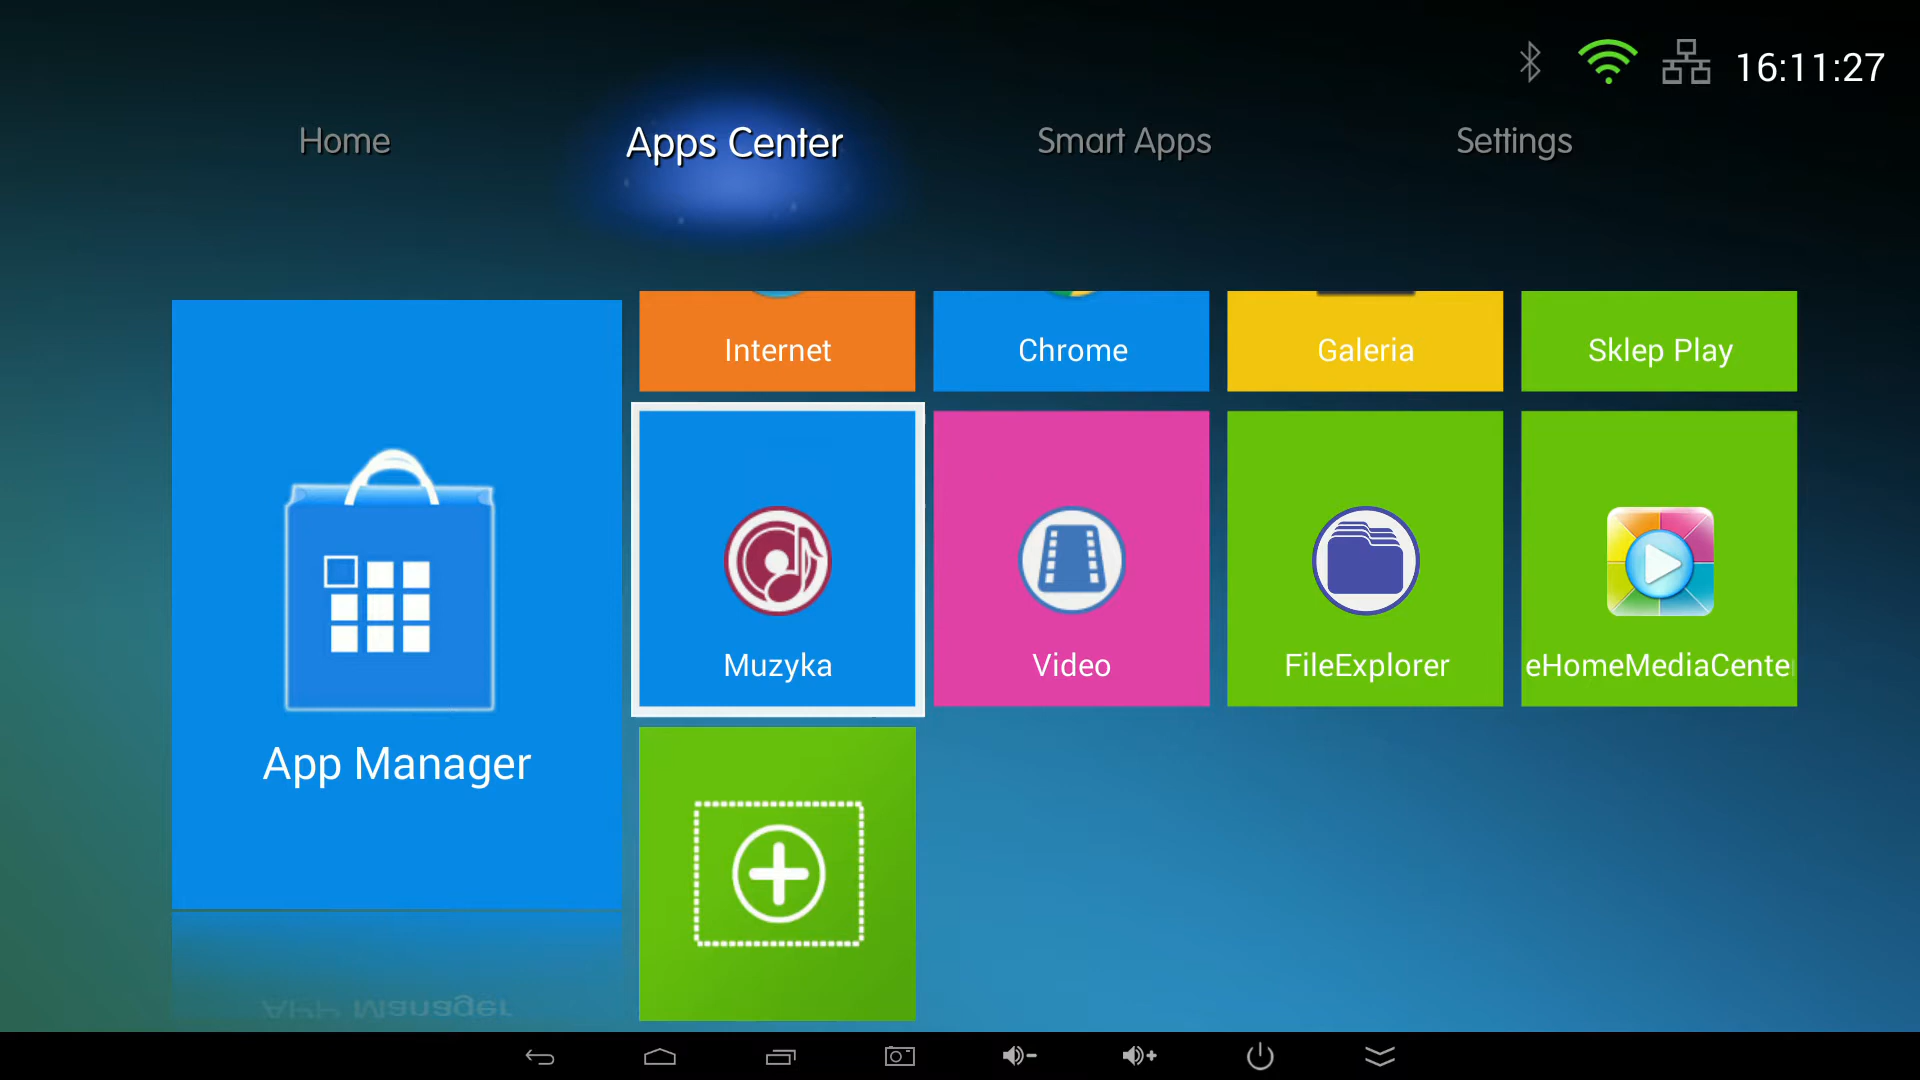 16:11:27
Home
Apps Center
Smart Apps
Settings
Internet
Chrome
Galeria
Sklep Play
Muzyka
Video
FileExplorer
eHomeMediaCente
App Manager